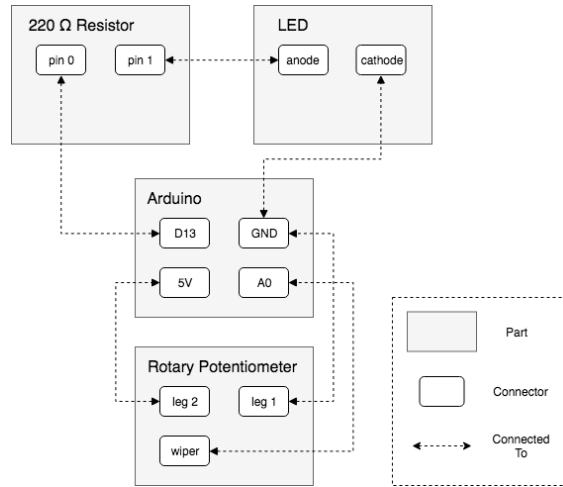 220 Ω Resistor
LED
pin 0
pin 1
anode
cathode
Arduino
D13
GND
5V
A0
Rotary Potentiometer
leg 2
leg 1
wiper
Part
Connector
Connected
To